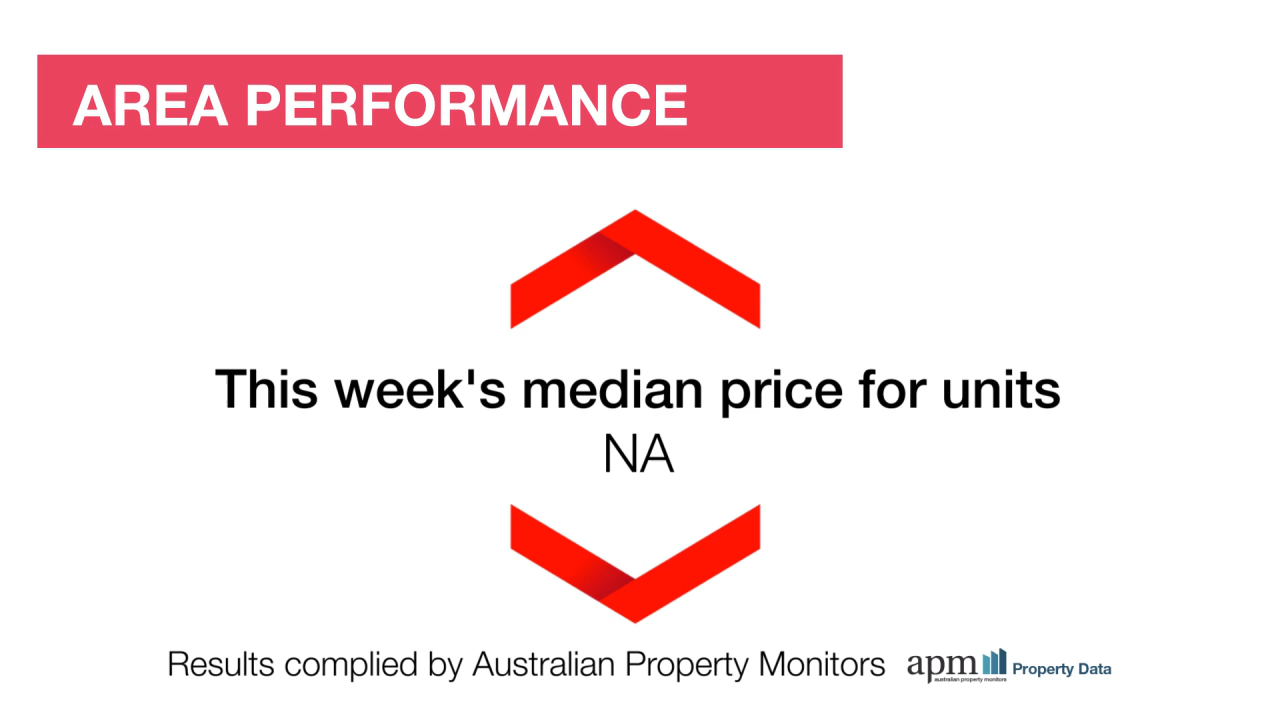 AREA PERFORMANCE
This week's median price for units
NA
Results complied by Australian Property Monitors
apm
australian property monitors
Property Data